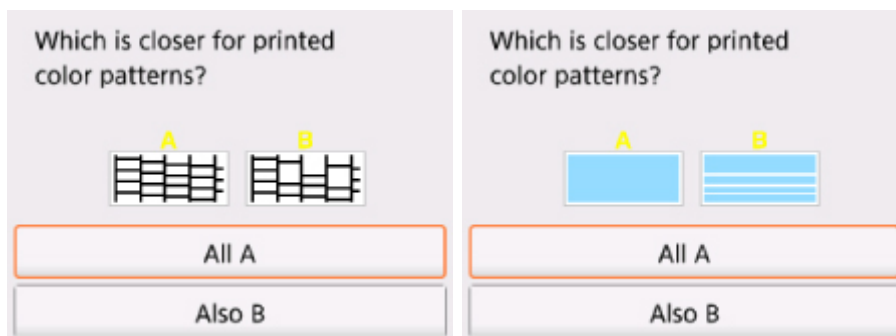 Which is closer for printed
color patterns?
A B
All A
Also B
Which is closer for printed
color patterns?
A B
All A
Also B